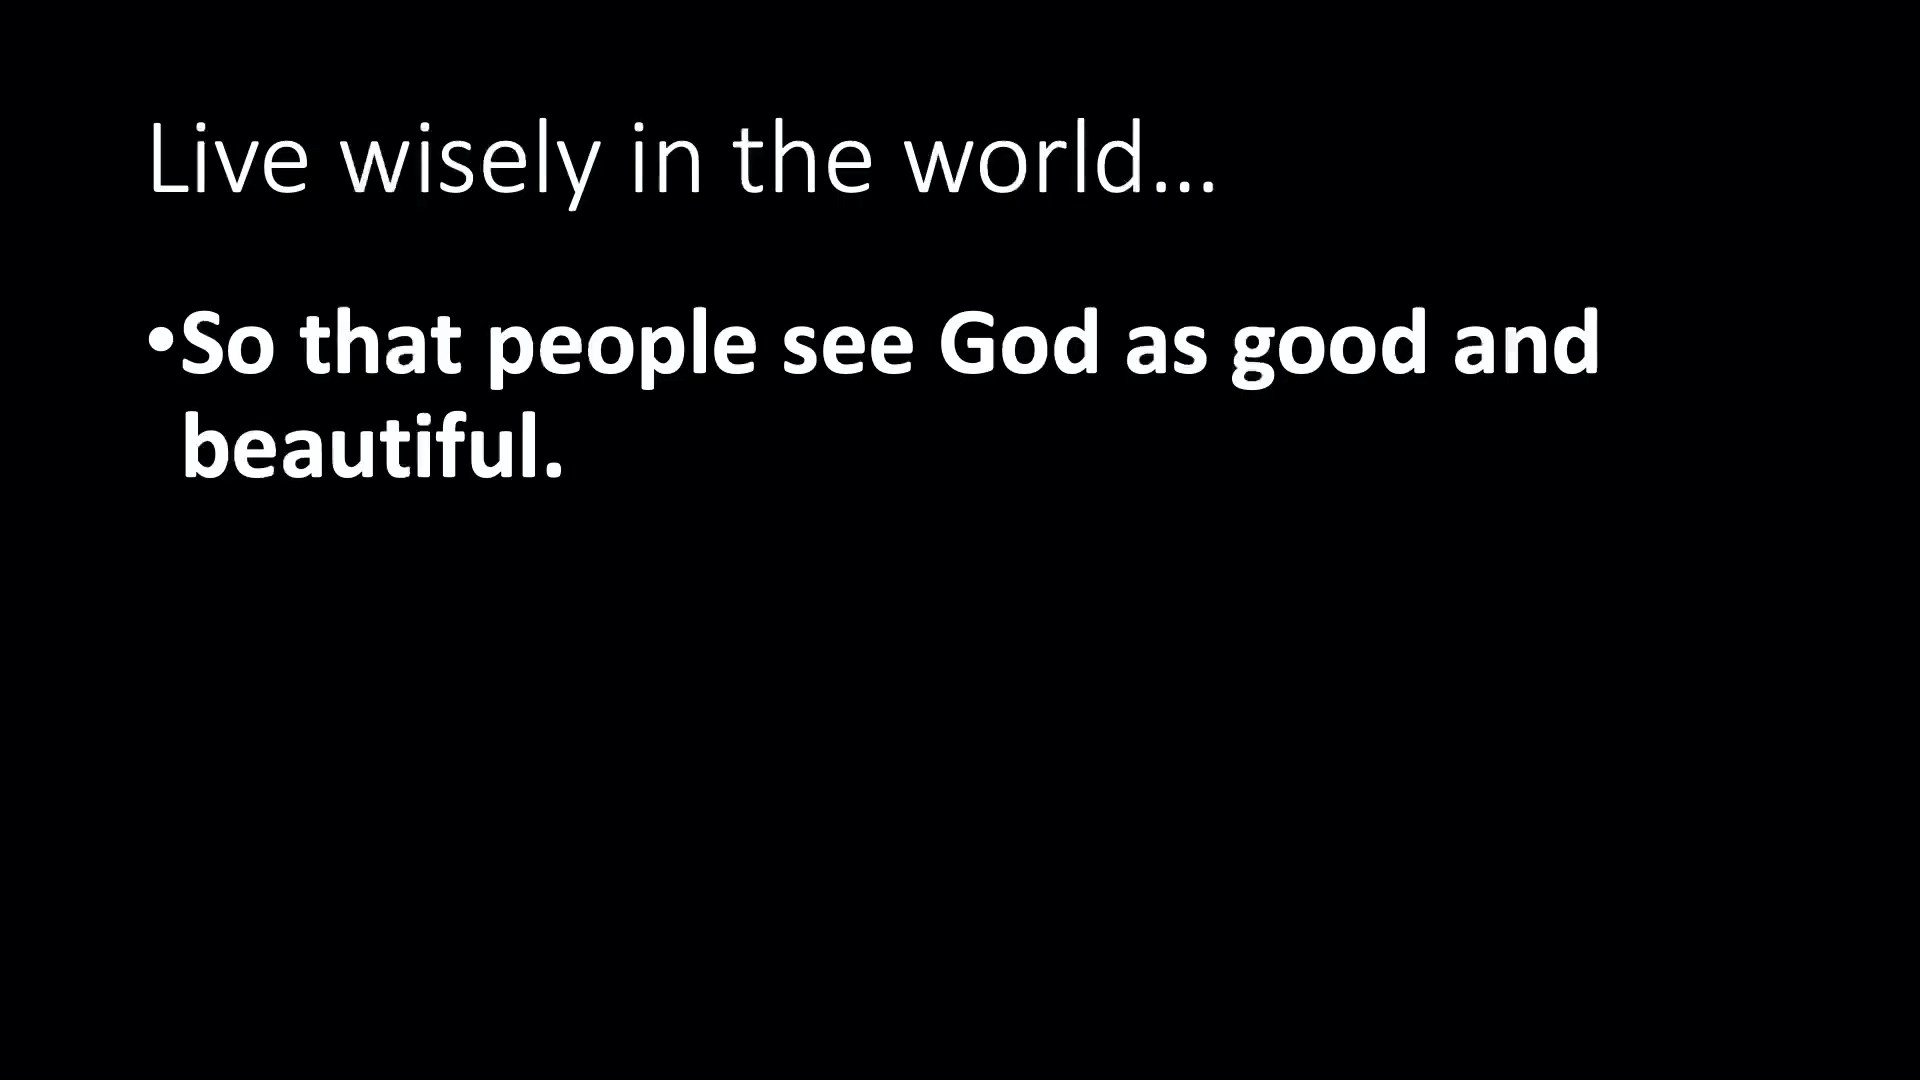 Live wisely in the world...
•So that people see God as good and
beautiful.